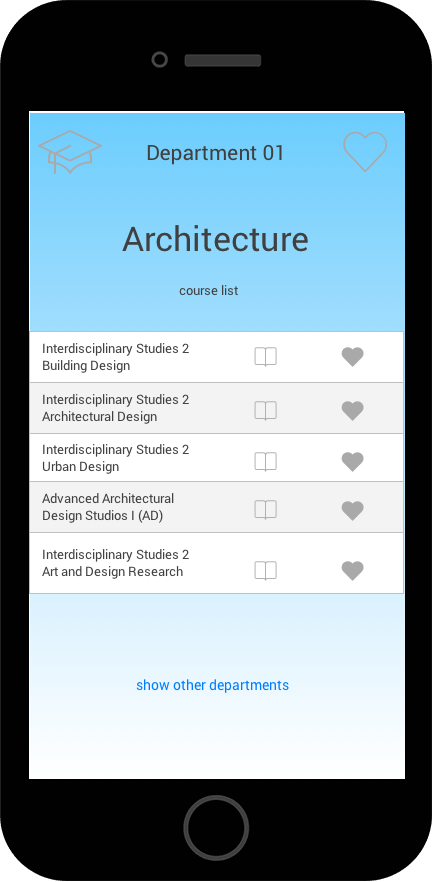 Department 01
Architecture
course list
Interdisciplinary Studies 2
Building Design
Interdisciplinary Studies 2
Architectural Design
Interdisciplinary Studies 2
Urban Design
Advanced Architectural
Design Studios I (AD)
Interdisciplinary Studies 2
Art and Design Research
show other departments